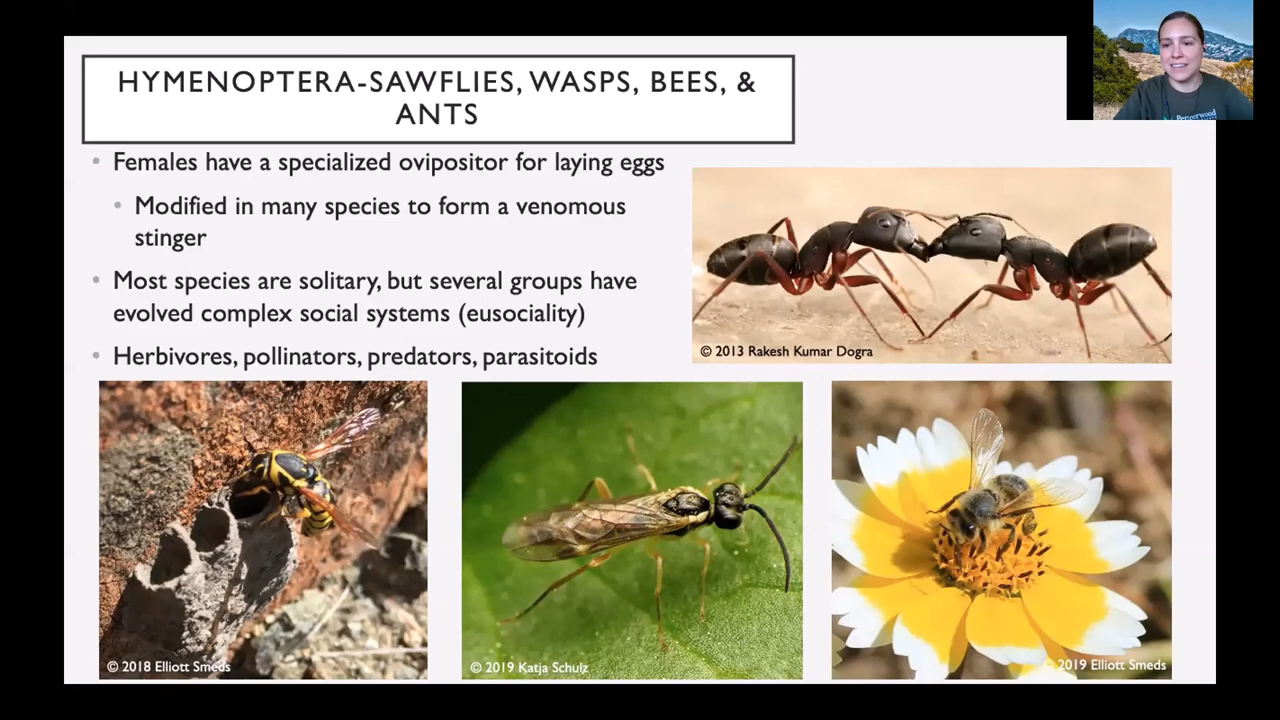 HYMENOPTERA-SAWFLIES, WASPS, BEES, &
ANTS
• Females have a specialized ovipositor for laying eggs
• Modified in many species to form a venomous
stinger
• Most species are solitary, but several groups have
evolved complex social systems (eusociality)
• Herbivores, pollinators, predators, parasitoids
© 2013 Rakesh Kumar Dogra
© 2018 Elliott Smeds
© 2019 Katja Schulz
© 2019 Elliott Smeds